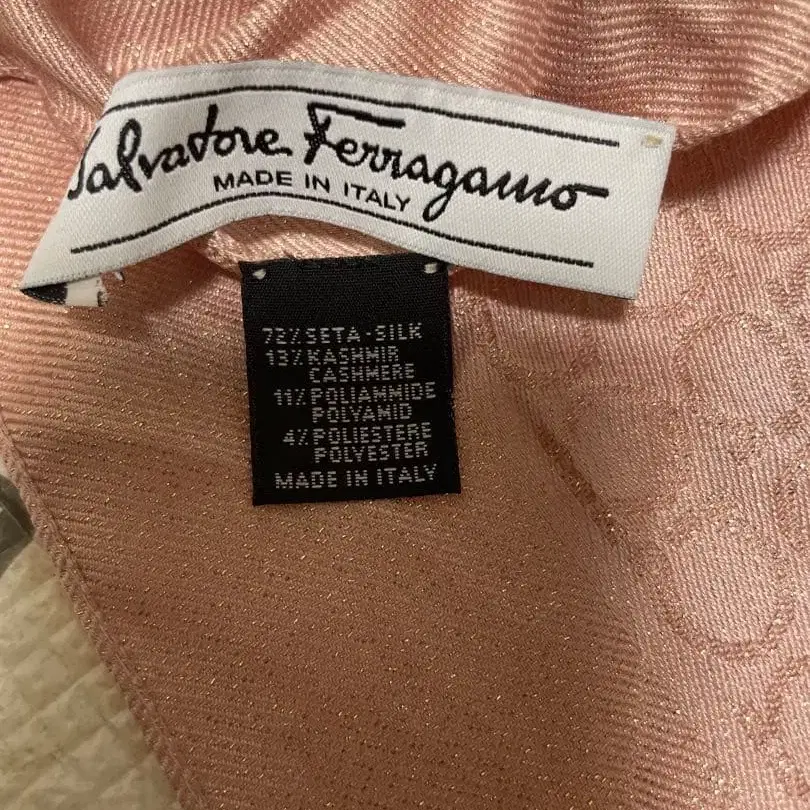 Salvatore Ferragamo
MADE IN ITALY
72% SETA-SILK
13% KASHMIR
CASHMERE
11% POLIAMMIDE
POLYAMID
4% POLIESTERE
POLYESTER
MADE IN ITALY